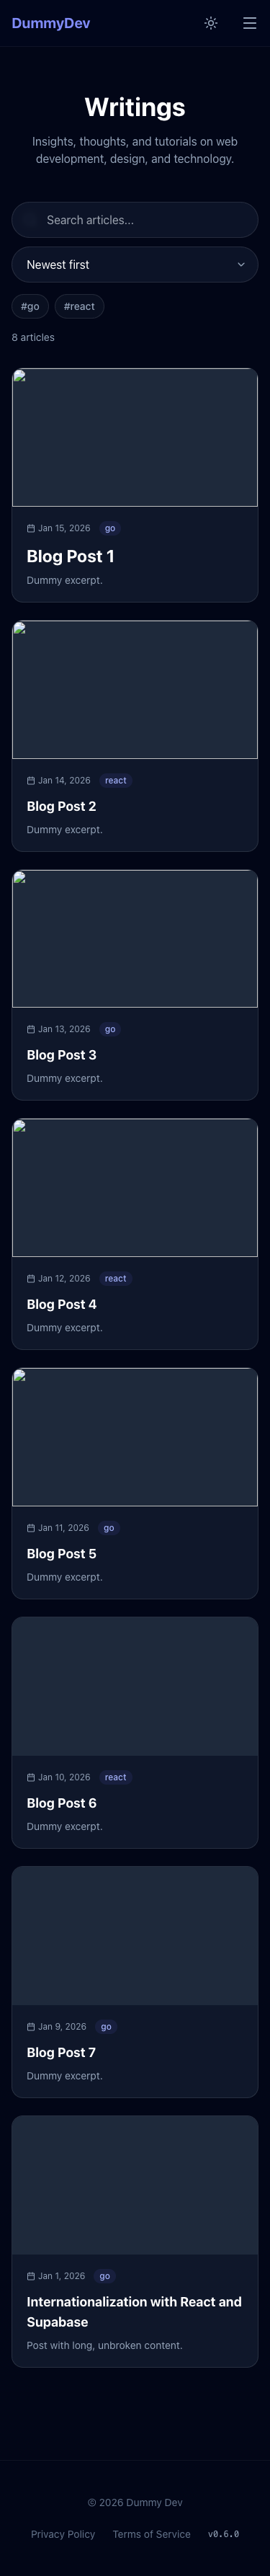 DummyDev
Writings
Insights, thoughts, and tutorials on web
development, design, and technology.
Search articles...
Newest first
#go #react
8 articles
Jan 15, 2026 go
Blog Post 1
Dummy excerpt.
Jan 14, 2026 react
Blog Post 2
Dummy excerpt.
Jan 13, 2026 go
Blog Post 3
Dummy excerpt.
Jan 12, 2026 react
Blog Post 4
Dummy excerpt.
Jan 11, 2026 go
Blog Post 5
Dummy excerpt.
Jan 10, 2026 react
Blog Post 6
Dummy excerpt.
Jan 9, 2026 go
Blog Post 7
Dummy excerpt.
Jan 1, 2026 go
Internationalization with React and
Supabase
Post with long, unbroken content.
© 2026 Dummy Dev
Privacy Policy Terms of Service v0.6.0